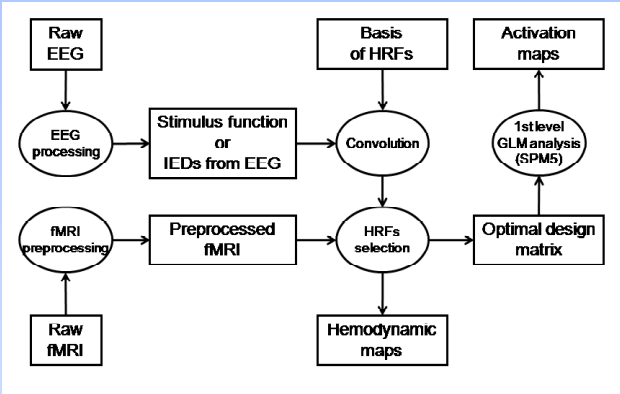 Raw
EEG
Basis
of HRFs
Activation
maps
EEG
processing
Stimulus function
or
IEDs from EEG
Convolution
1st level
GLM analysis
(SPM5)
fMRI
preprocessing
Preprocessed
fMRI
HRFs
selection
Optimal design
matrix
Raw
fMRI
Hemodynamic
maps